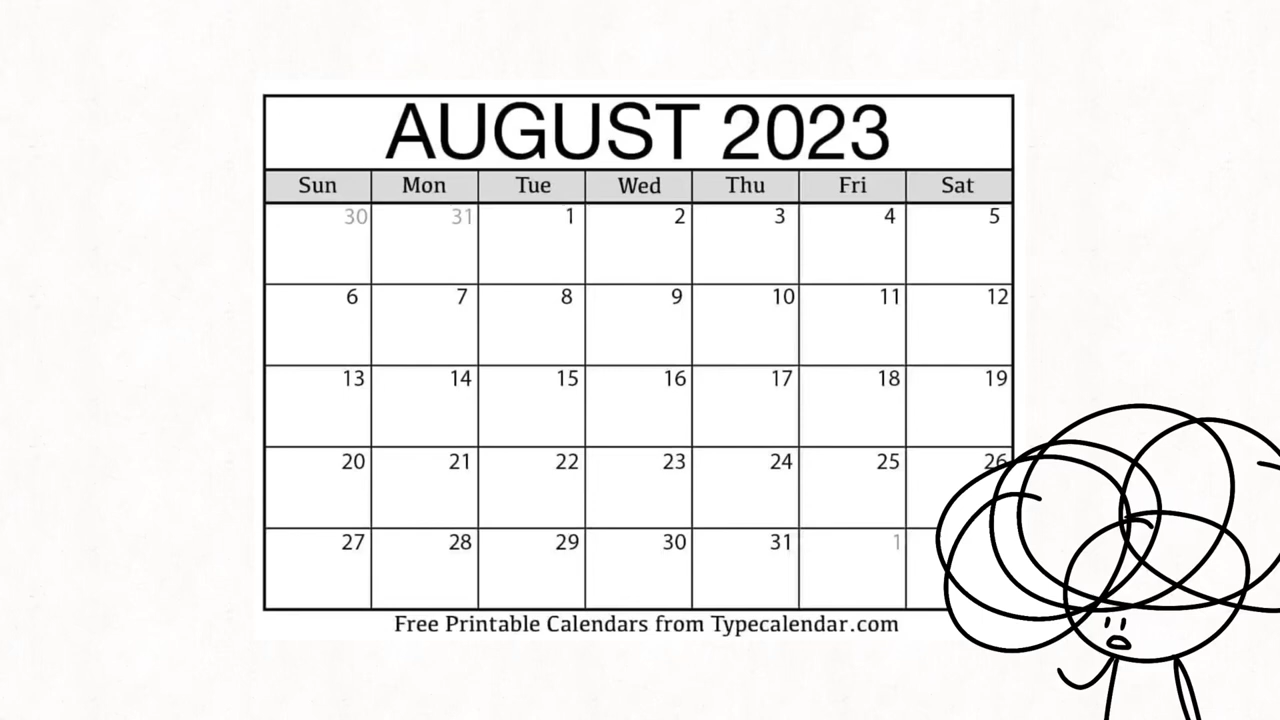 AUGUST 2023
Sun Mon Tue Wed Thu Fri Sat
30 31 1 2 3 4 5
6 7 8 9 10 11 12
13 14 15 16 17 18 19
20 21 22 23 24 25 26
27 28 29 30 31 1
Free Printable Calendars from Typecalendar.com